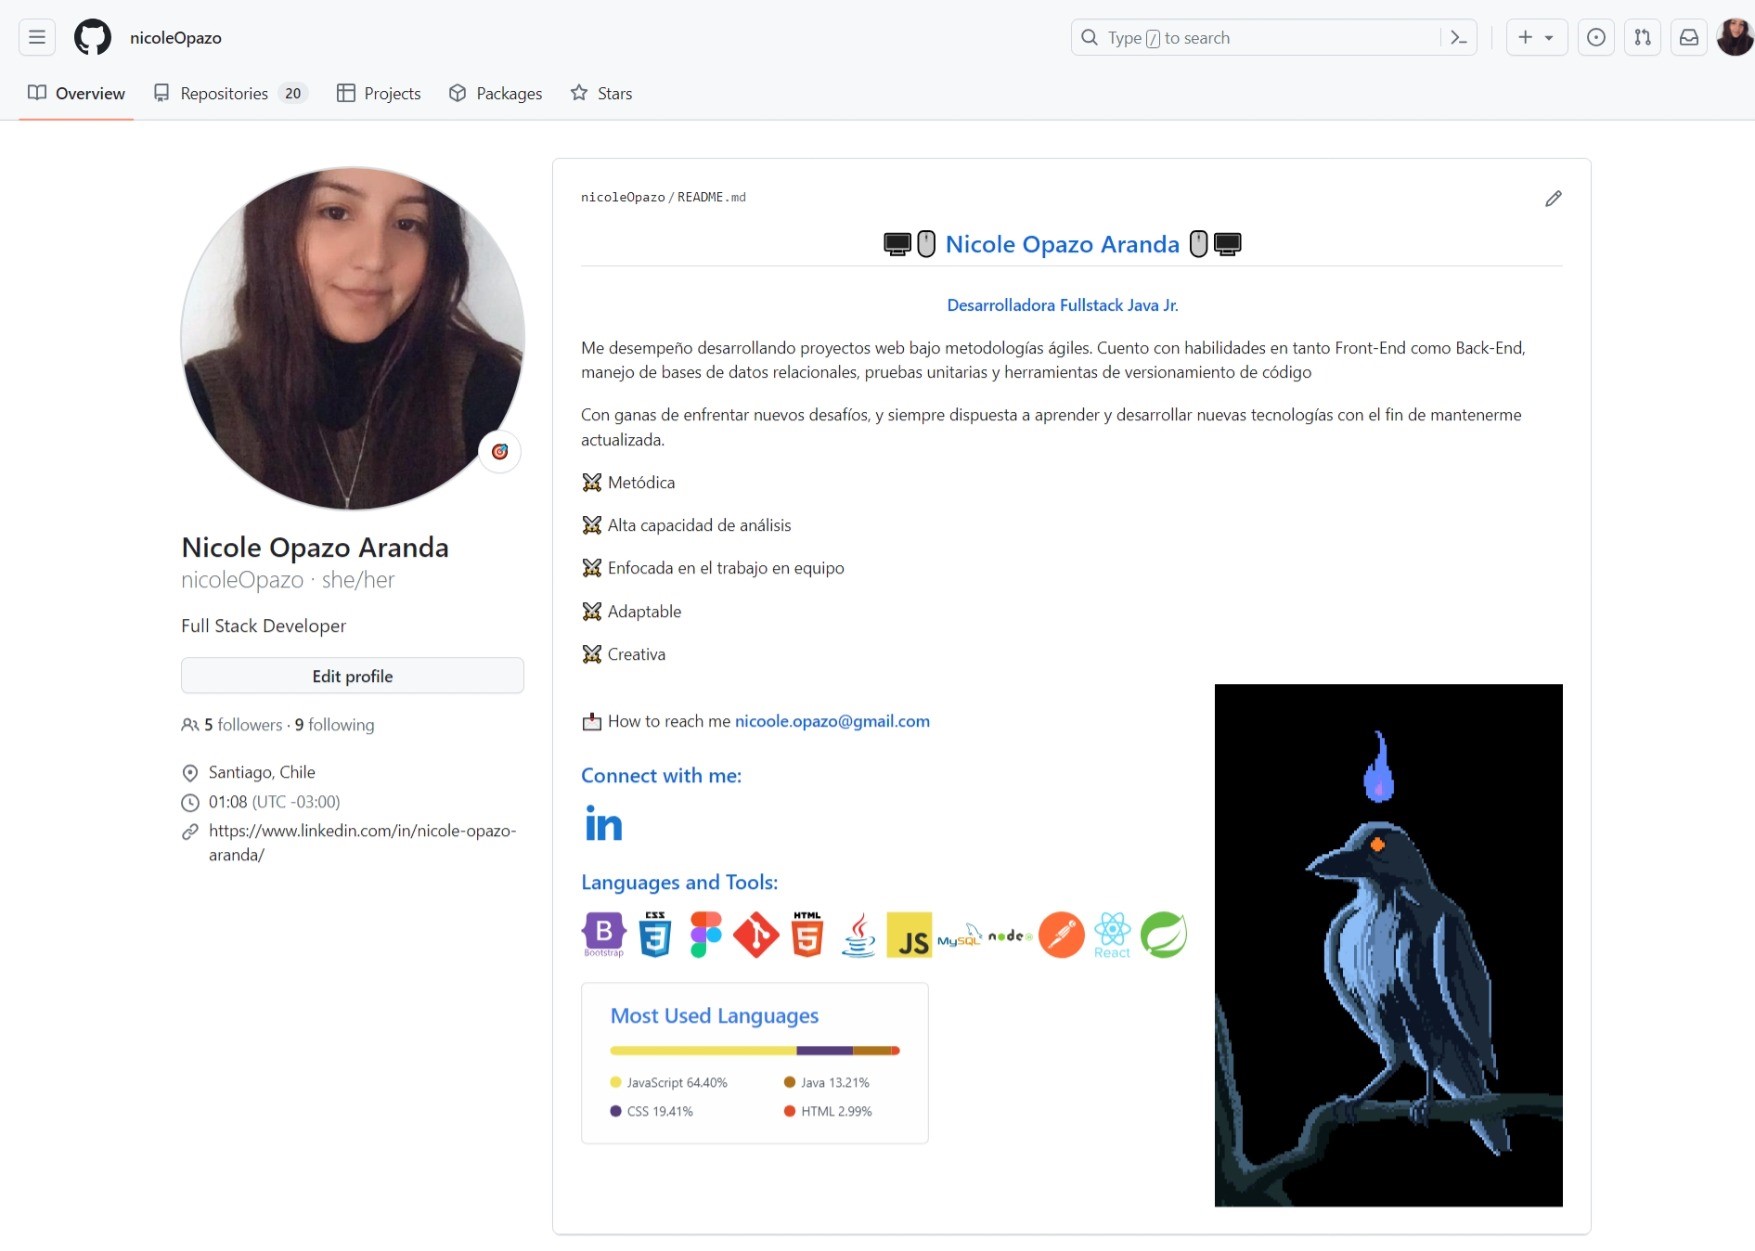 nicoleOpazo
Type / to search
Overview
Repositories 20
Projects
Packages
Stars
Nicole Opazo Aranda
nicoleOpazo · she/her
Full Stack Developer
Edit profile
5 followers · 9 following
Santiago, Chile
01:08 (UTC -03:00)
https://www.linkedin.com/in/nicole-opazo-
aranda/
nicoleOpazo / README.md
Nicole Opazo Aranda
Desarrolladora Fullstack Java Jr.
Me desempeño desarrollando proyectos web bajo metodologías ágiles. Cuento con habilidades en tanto Front-End como Back-End,
manejo de bases de datos relacionales, pruebas unitarias y herramientas de versionamiento de código
Con ganas de enfrentar nuevos desafíos, y siempre dispuesta a aprender y desarrollar nuevas tecnologías con el fin de mantenerme
actualizada.
Metódica
Alta capacidad de análisis
Enfocada en el trabajo en equipo
Adaptable
Creativa
How to reach me nicoole.opazo@gmail.com
Connect with me:
in
Languages and Tools:
B Bootstrap
CSS 3
HTML 5
JS
MySQL
node
React
Most Used Languages
JavaScript 64.40%
Java 13.21%
CSS 19.41%
HTML 2.99%